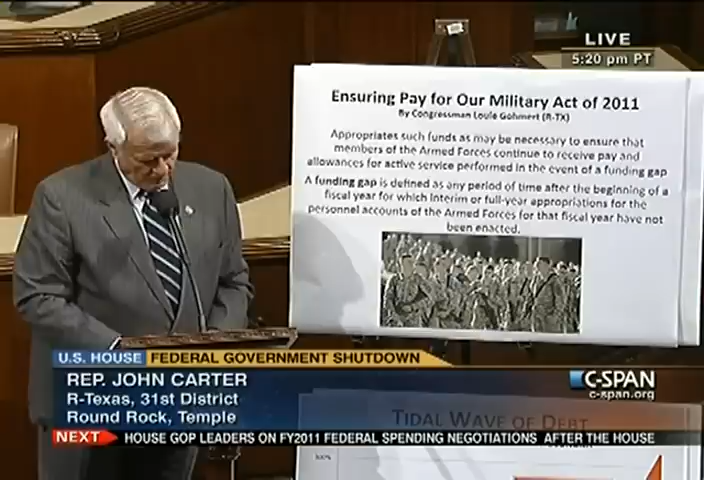 LIVE
5:20 pm PT
Ensuring Pay for Our Military Act of 2011
By Congressman Louie Gohmert (R-TX)
Appropriates such funds as may be necessary to ensure that
members of the Armed Forces continue to receive pay and
allowances for active service performed in the event of a funding gap
A funding gap is defined as any period of time after the beginning of a
fiscal year for which interim or full-year appropriations for the
personnel accounts of the Armed Forces for that fiscal year have not
been enacted.
U.S. HOUSE FEDERAL GOVERNMENT SHUTDOWN
REP. JOHN CARTER
R-Texas, 31st District
Round Rock, Temple
C-SPAN
c-span.org
TIDAL WAVE OF DEBT
NEXT HOUSE GOP LEADERS ON FY2011 FEDERAL SPENDING NEGOTIATIONS AFTER THE HOUSE